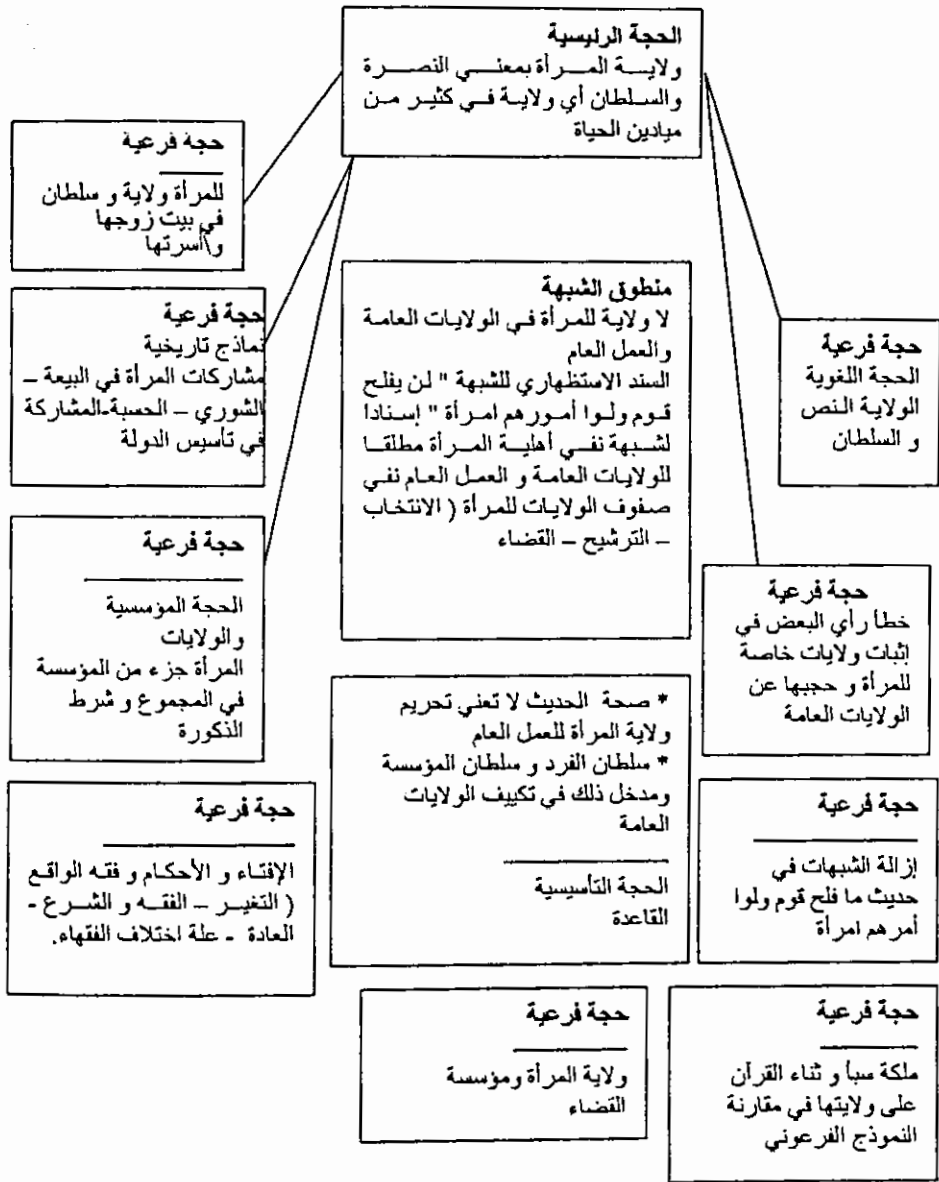 الحجة الرئيسية
ولاية المرأة بمعني النصرة
والسلطان أي ولاية في كثير من
ميادين الحياة
حجة فرعية
للمرأة ولاية و سلطان
في بيت زوجها
و\أسرتها
حجة فرعية
نماذج تاريخية
مشاركات المرأة في البيعة –
الشوري – الحسبة-المشاركة
في تأسيس الدولة
منطوق الشبهة
لا ولاية للمرأة في الولايات العامة
والعمل العام
السند الاستظهاري للشبهة " لن يفلح
قوم ولوا أمورهم امرأة " إسنادا
لشبهة نفي أهلية المرأة مطلقا
للولايات العامة و العمل العام نفي
صفوف الولايات للمرأة ( الانتخاب
– الترشيح – القضاء
حجة فرعية
الحجة اللغوية
الولاية النص
و السلطان
حجة فرعية
الحجة المؤسسية
والولايات
المرأة جزء من المؤسسة
في المجموع و شرط
الذكورة
حجة فرعية
خطأ رأي البعض في
إثبات ولايات خاصة
للمرأة و حجبها عن
الولايات العامة
* صحة الحديث لا تعني تحريم
ولاية المرأة للعمل العام
* سلطان الفرد و سلطان المؤسسة
ومدخل ذلك في تكييف الولايات
العامة
الحجة التأسيسية
القاعدة
حجة فرعية
إزالة الشبهات في
حديث ما فلح قوم ولوا
أمرهم امرأة
حجة فرعية
الإفتاء و الأحكام و فقه الواقع
( التغير – الفقه و الشرع -
العادة - علة اختلاف الفقهاء.
حجة فرعية
ولاية المرأة ومؤسسة
القضاء
حجة فرعية
ملكة سبأ و ثناء القرآن
على ولايتها في مقارنة
النموذج الفرعوني